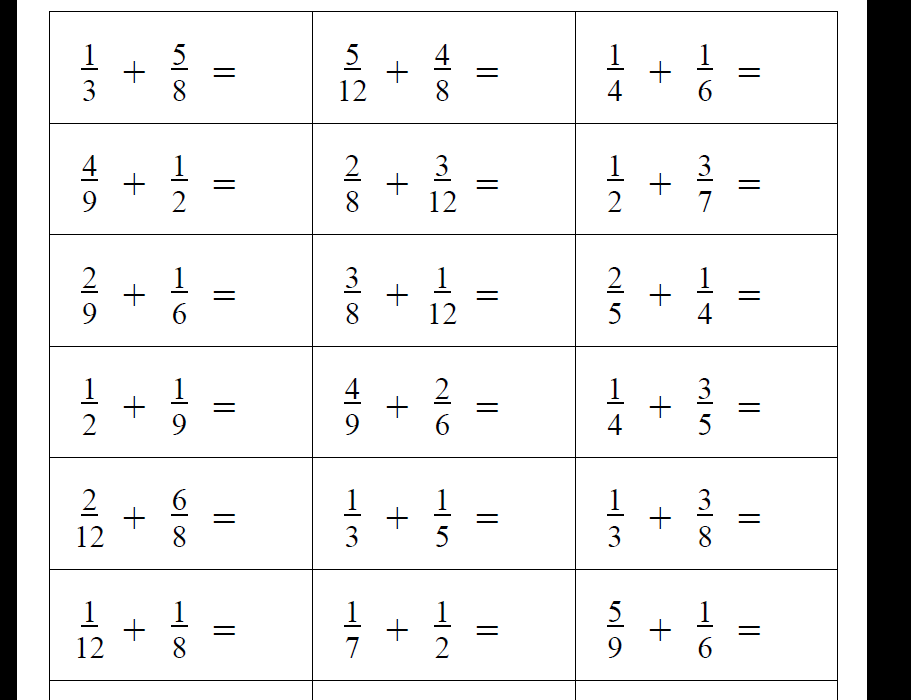 1/3 + 5/8 = 5/12 + 4/8 = 1/4 + 1/6 =
4/9 + 1/2 = 2/8 + 3/12 = 1/2 + 3/7 =
2/9 + 1/6 = 3/8 + 1/12 = 2/5 + 1/4 =
1/2 + 1/9 = 4/9 + 2/6 = 1/4 + 3/5 =
2/12 + 6/8 = 1/3 + 1/5 = 1/3 + 3/8 =
1/12 + 1/8 = 1/7 + 1/2 = 5/9 + 1/6 =